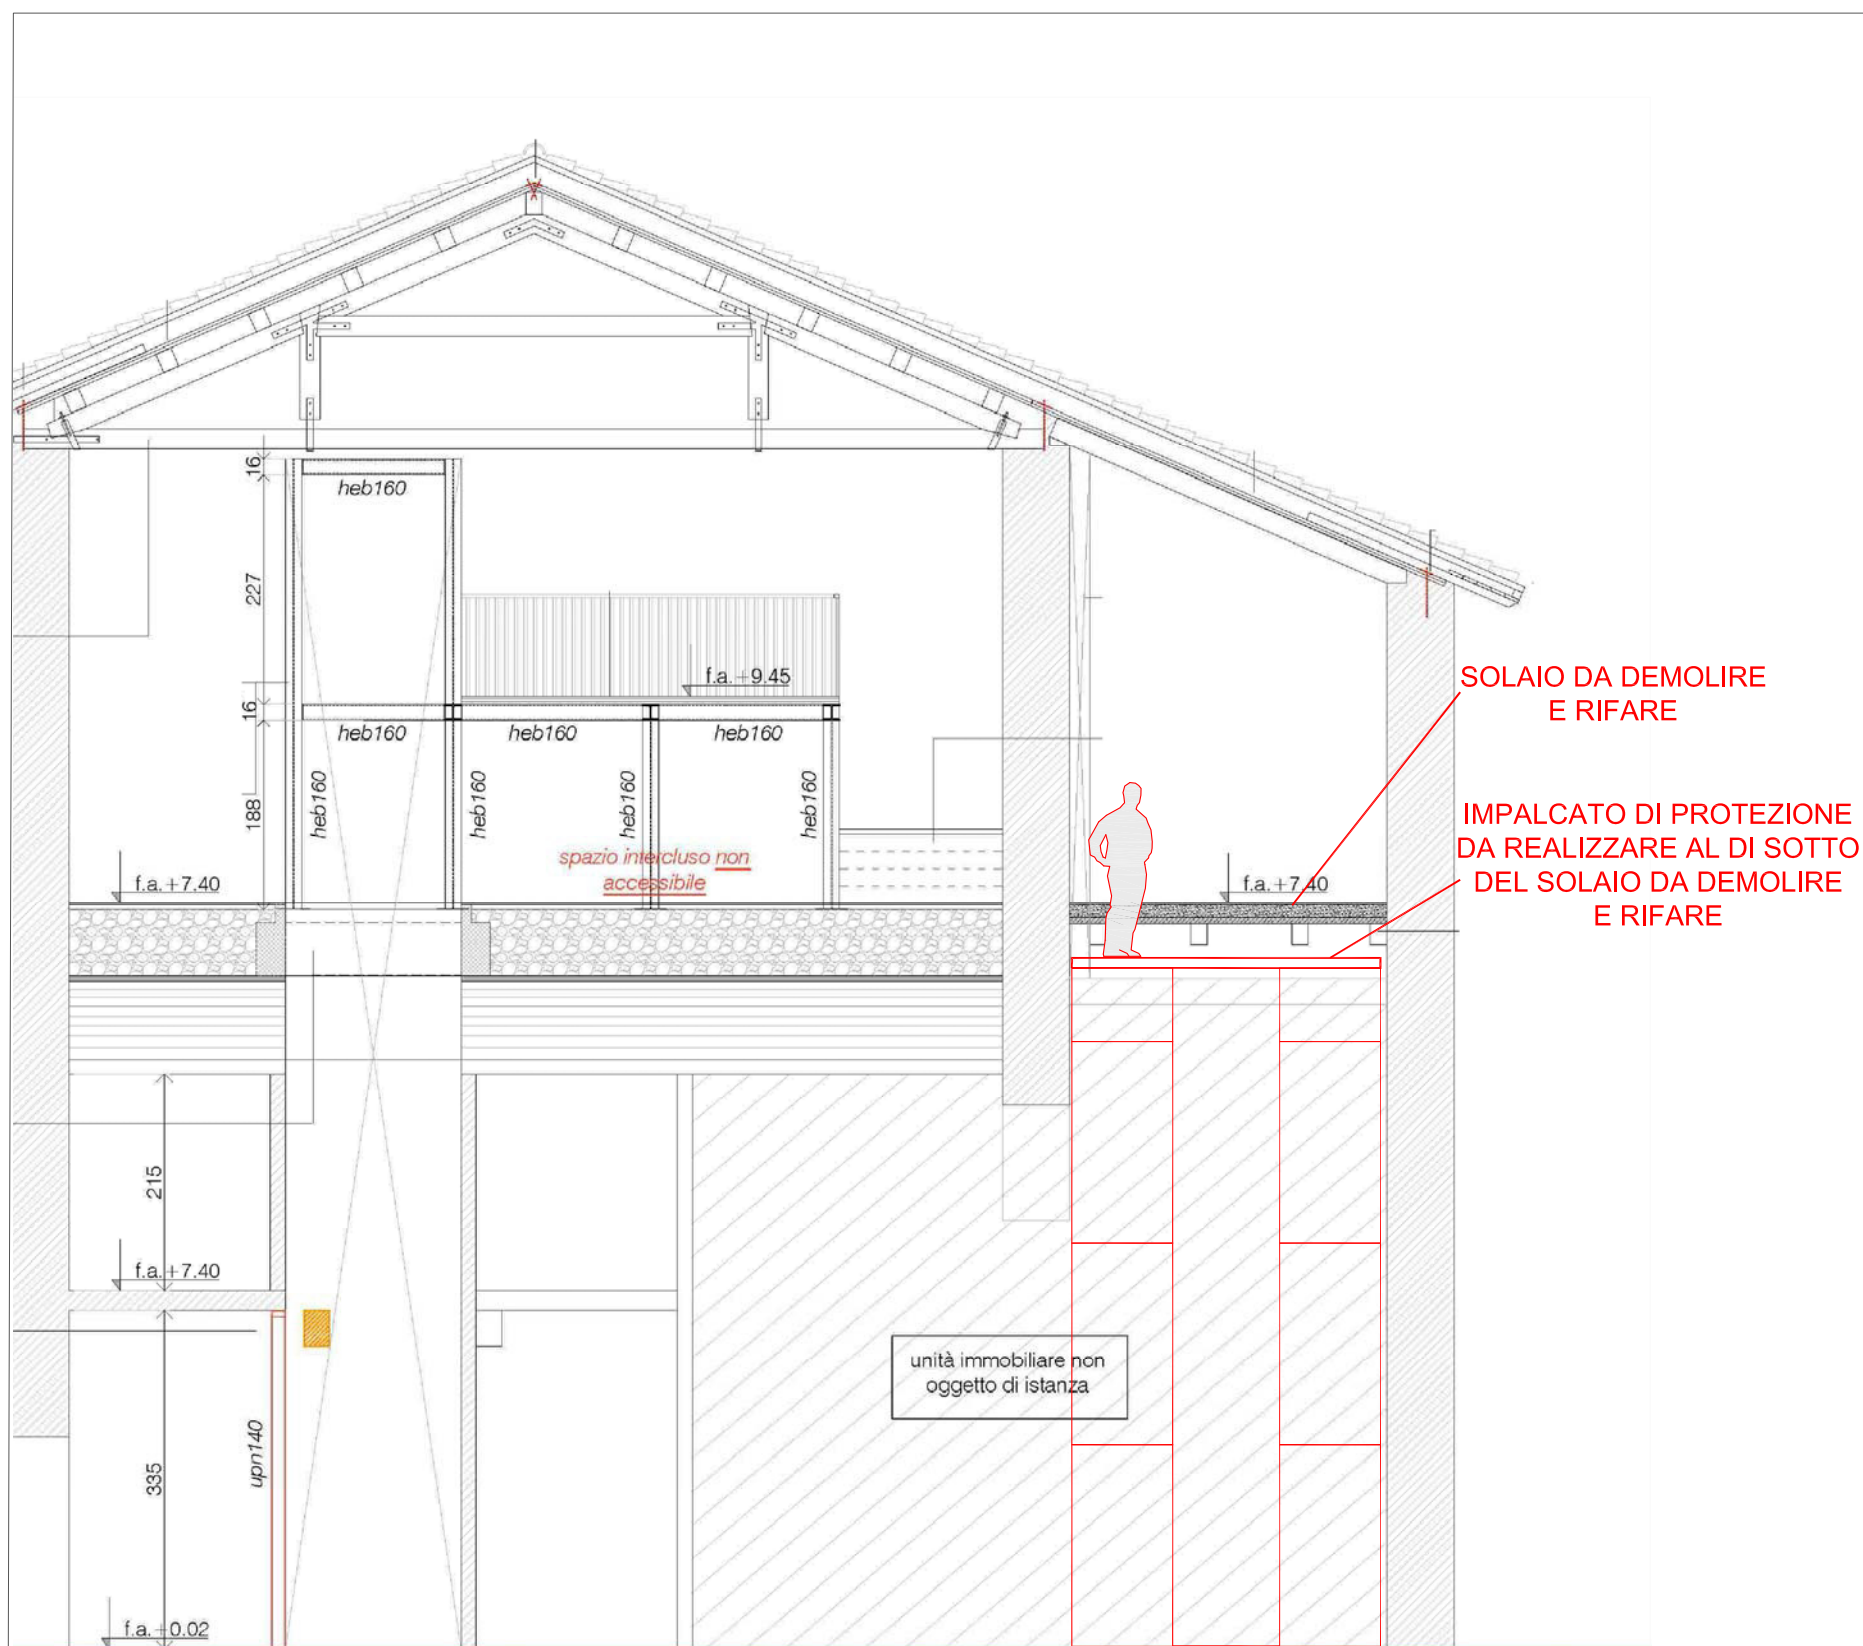 16
heb160
227
f.a.+9.45
16
heb160
heb160
heb160
SOLAIO DA DEMOLIRE
E RIFARE
188
heb160
heb160
heb160
heb160
spazio intercluso non
accessibile
IMPALCATO DI PROTEZIONE
DA REALIZZARE AL DI SOTTO
DEL SOLAIO DA DEMOLIRE
E RIFARE
f.a.+7.40
f.a.+7.40
215
f.a.+7.40
unità immobiliare non
oggetto di istanza
upn140
335
f.a.+0.02